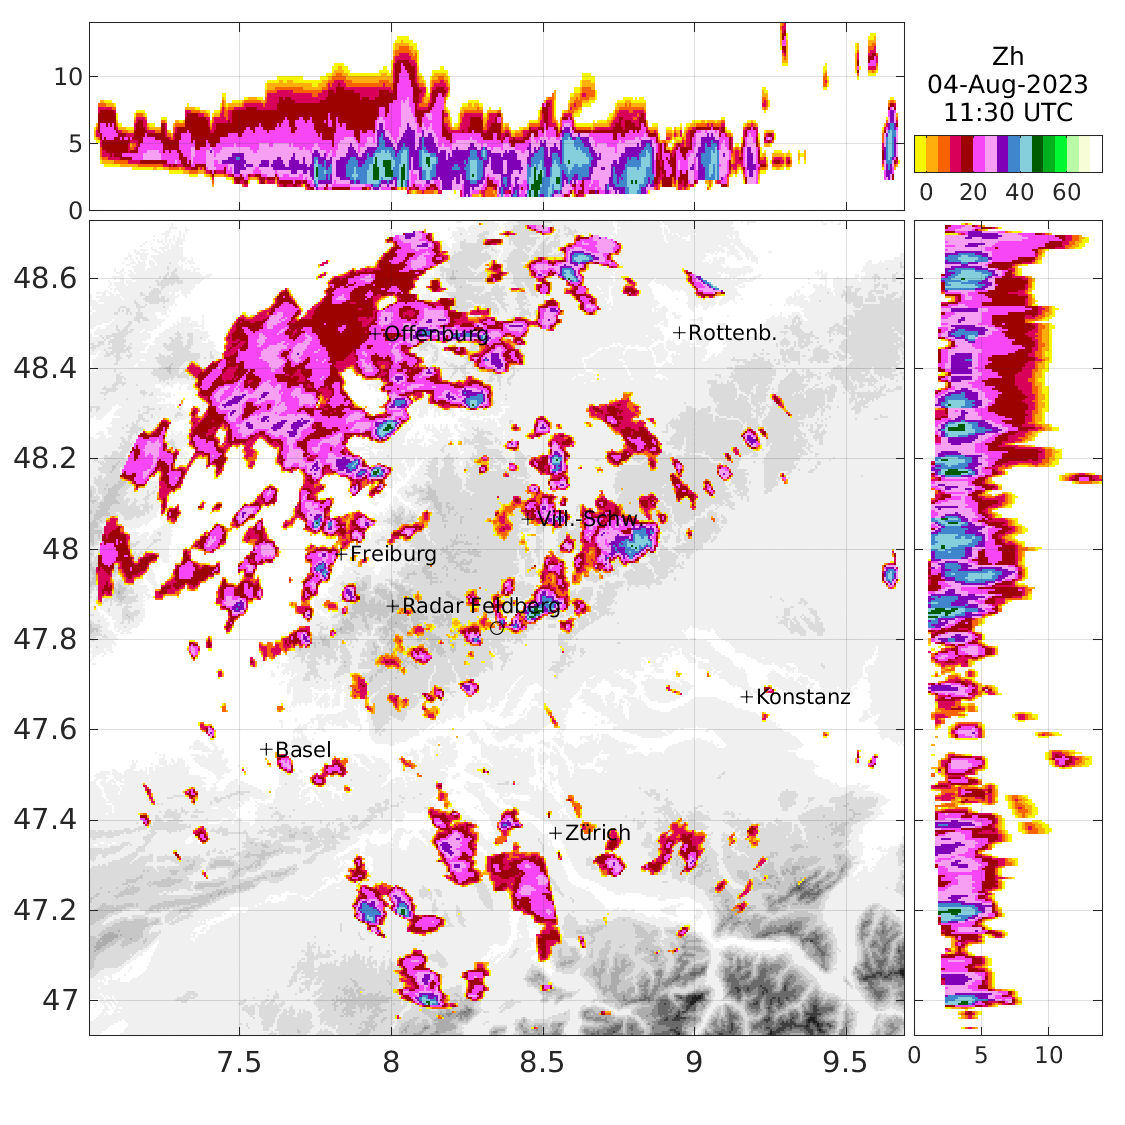 10
5
0
Zh
04-Aug-2023
11:30 UTC
0 20 40 60
48.6
48.4
48.2
48
47.8
47.6
47.4
47.2
47
Offenburg
Rottenb.
Vill.-Schw.
Freiburg
Radar Feldberg
Konstanz
Basel
Zürich
7.5 8 8.5 9 9.5
0 5 10